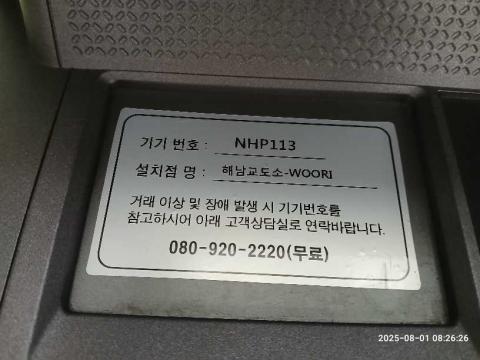 기기 번호 : NHP113
설치점 명 : 해남교도소-WOORI
거래 이상 및 장애 발생 시 기기번호를
참고하시어 아래 고객상담실로 연락바랍니다.
080-920-2220(무료)
2025-08-01 08:26:26